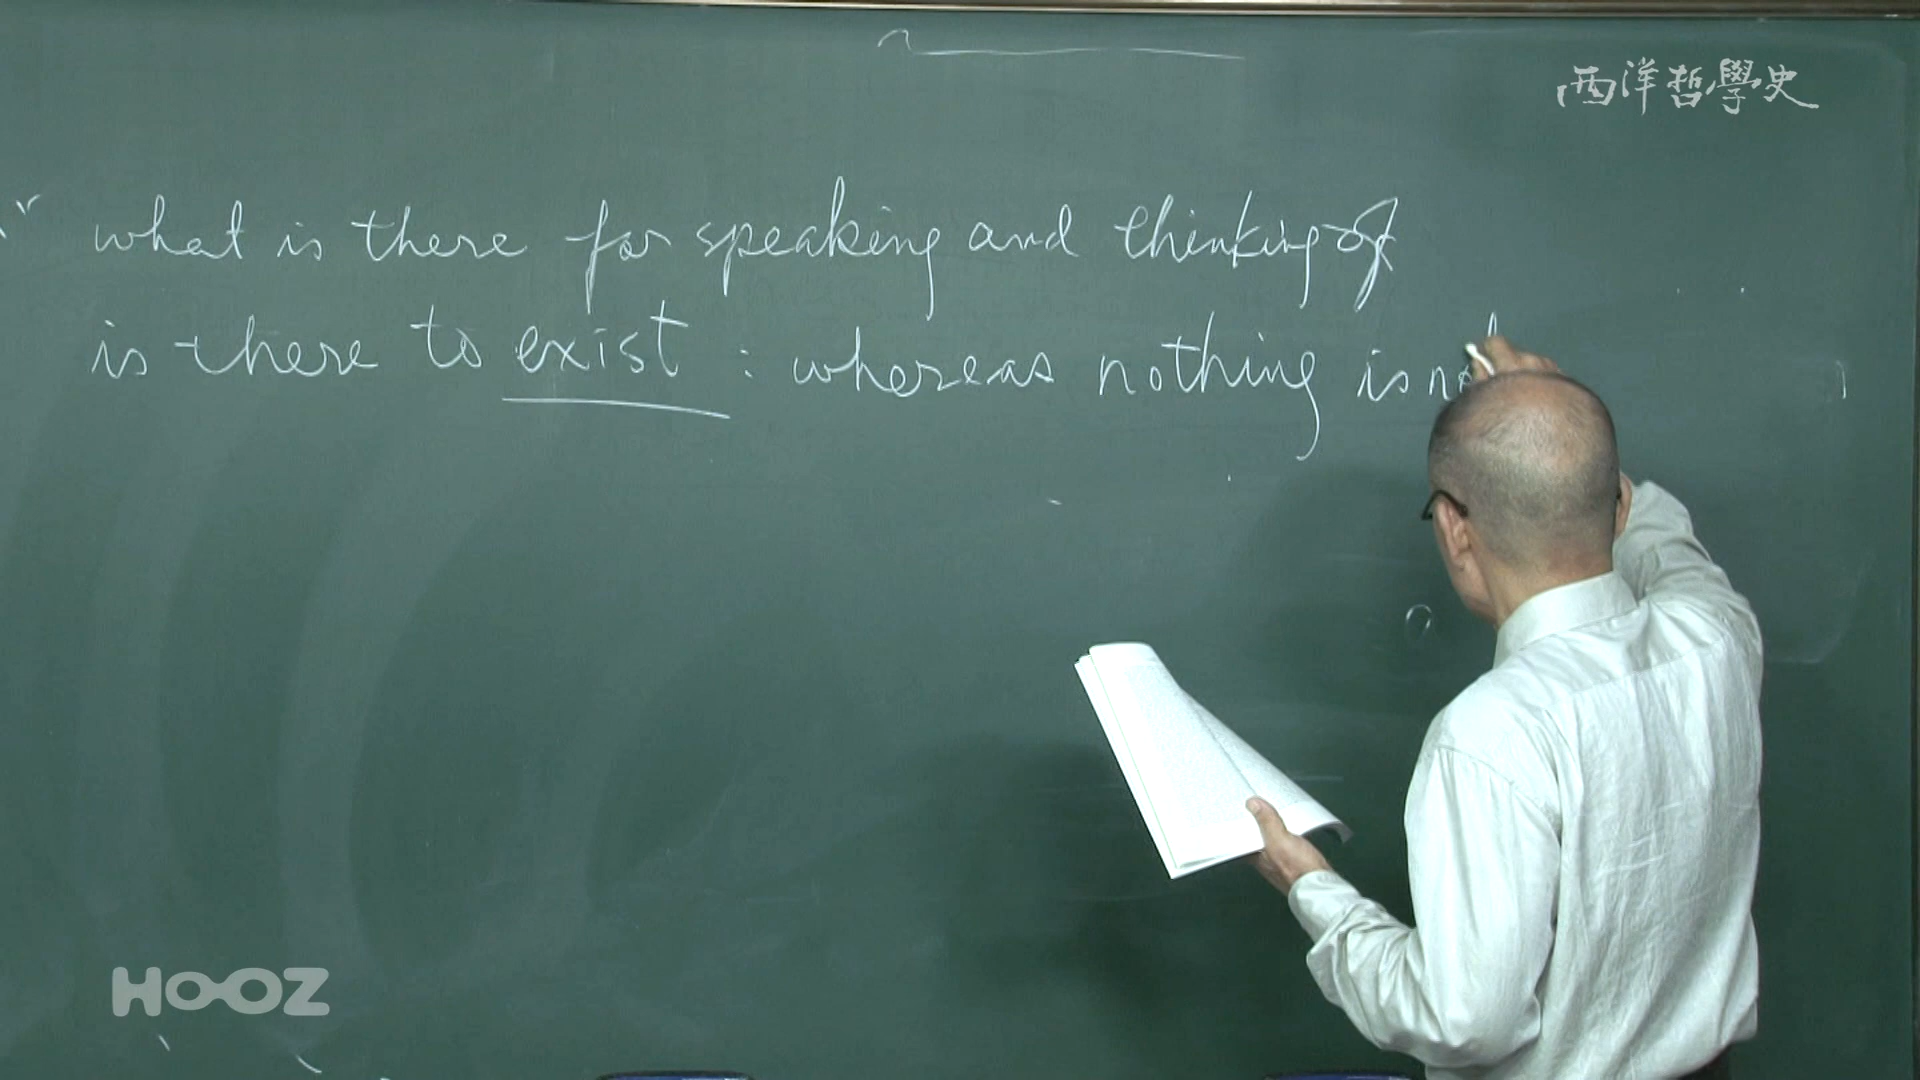 西洋哲學史
what is there for speaking and thinking of
is there to exist : whereas nothing is not
HOOZ